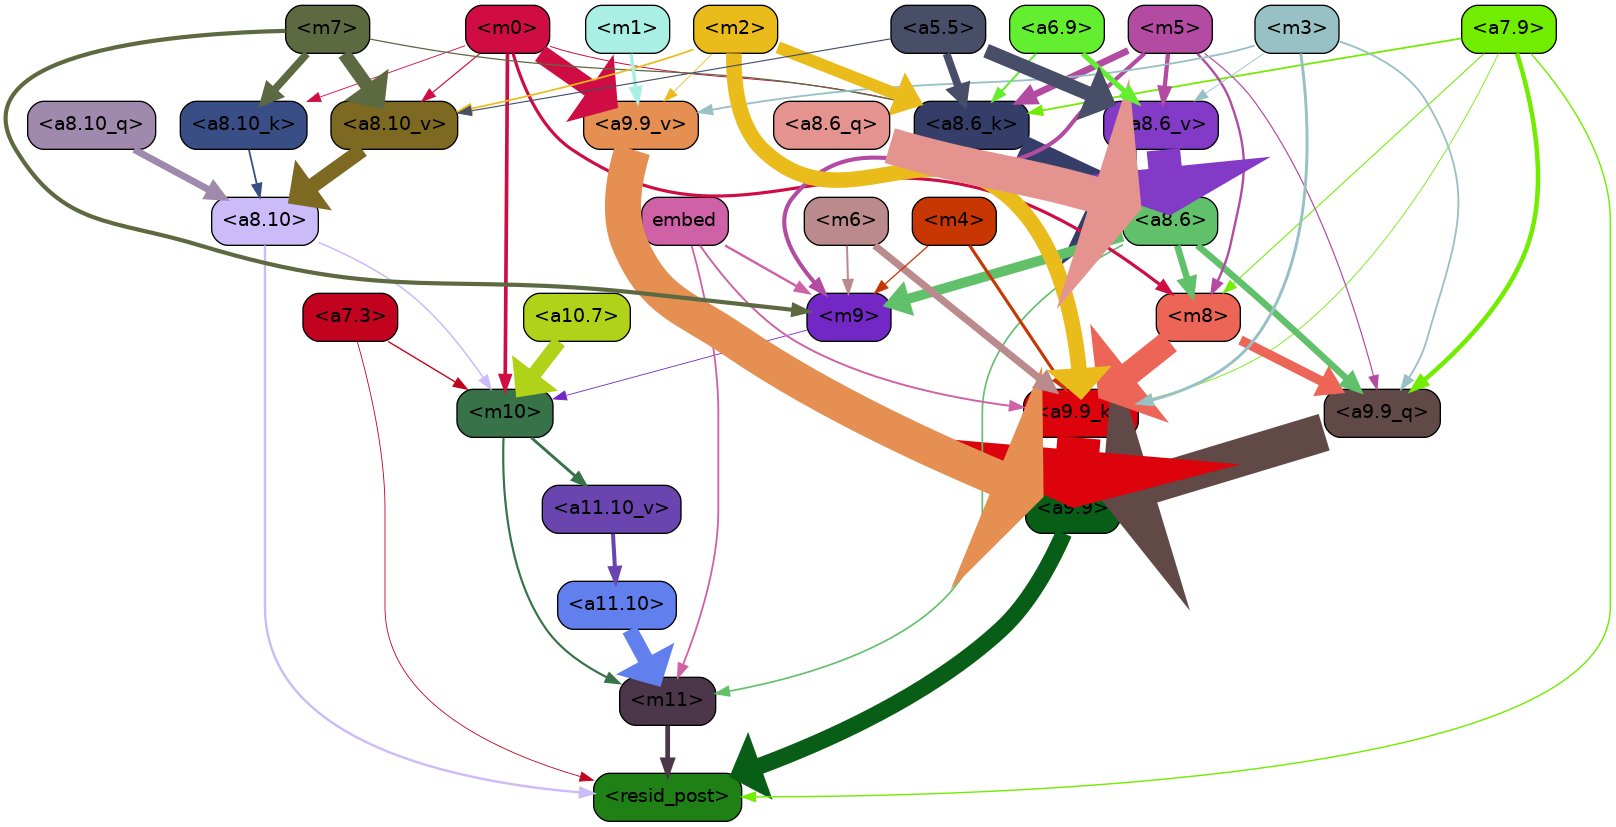 <m7>
<m0>
<m1>
<m2>
<a5.5>
<a6.9>
<m5>
<m3>
<a7.9>
<a8.10_q>
<a8.10_k>
<a8.10_v>
<a9.9_v>
<a8.6_q>
<a8.6_k>
<a8.6_v>
<a8.10>
embed
<m6>
<m4>
<a8.6>
<a7.3>
<a10.7>
<m9>
<m8>
<m10>
<a9.9_k>
<a9.9_q>
<a11.10_v>
<a9.9>
<a11.10>
<m11>
<resid_post>